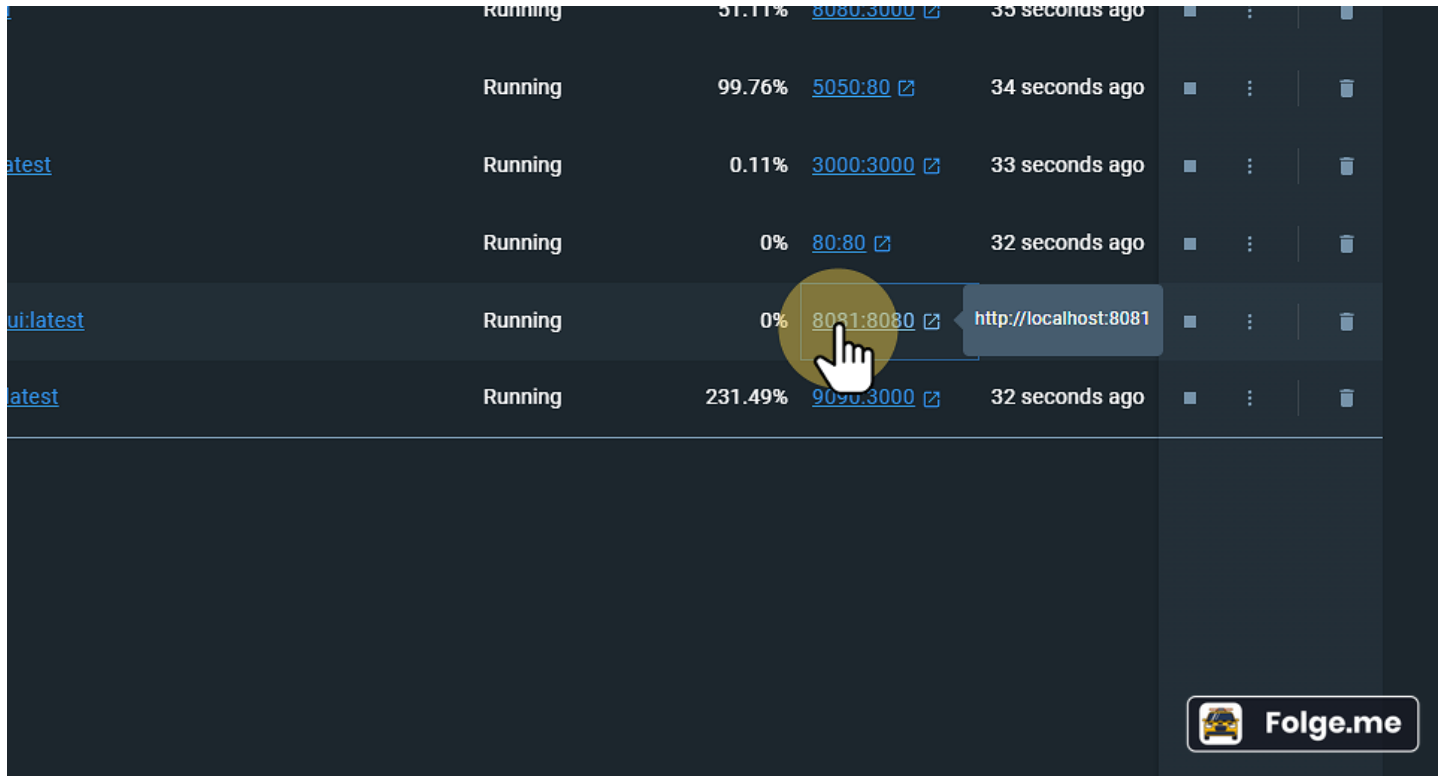 Running 51.11% 8080:3000 35 seconds ago
Running 99.76% 5050:80 34 seconds ago
atest Running 0.11% 3000:3000 33 seconds ago
Running 0% 80:80 32 seconds ago
ui:latest Running 0% 8081:8080 http://localhost:8081
latest Running 231.49% 9090:3000 32 seconds ago
Folge.me